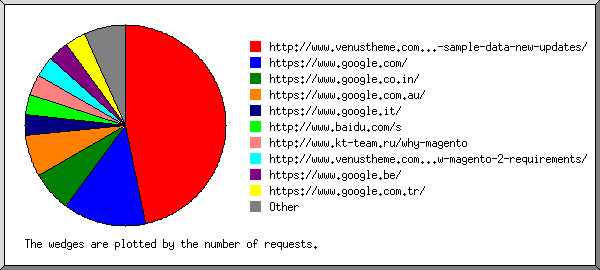 http://www.venustheme.com...-sample-data-new-updates/
https://www.google.com/
https://www.google.co.in/
https://www.google.com.au/
https://www.google.it/
http://www.baidu.com/s
http://www.kt-team.ru/why-magento
http://www.venustheme.com...w-magento-2-requirements/
https://www.google.be/
https://www.google.com.tr/
Other
The wedges are plotted by the number of requests.